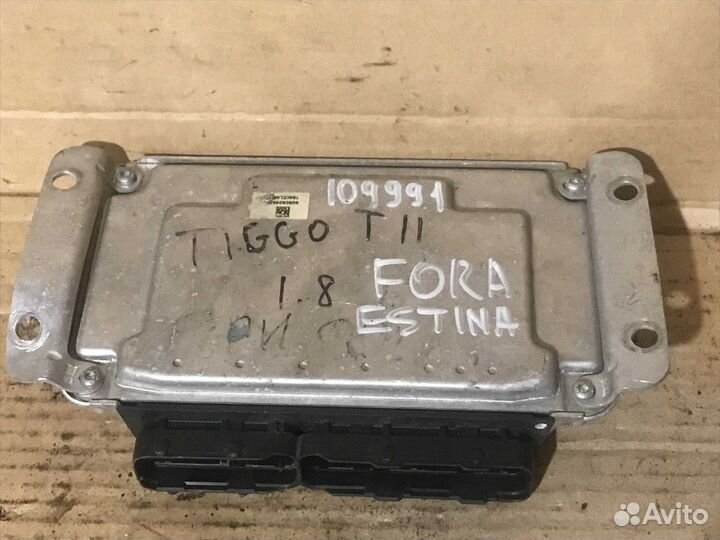 109991
TIGGO T11
1.8
FORA
ESTINA
Avito